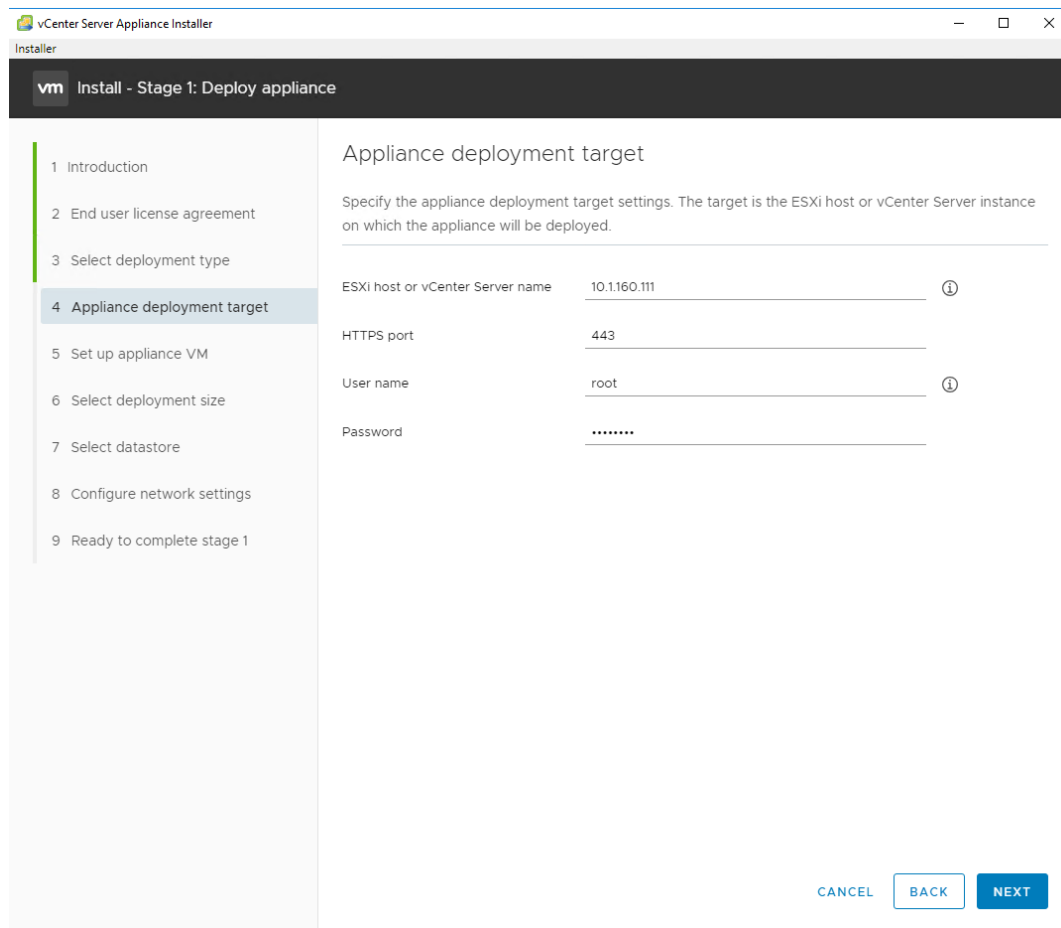 vCenter Server Appliance Installer
Installer
vm Install - Stage 1: Deploy appliance
1 Introduction
2 End user license agreement
3 Select deployment type
4 Appliance deployment target
5 Set up appliance VM
6 Select deployment size
7 Select datastore
8 Configure network settings
9 Ready to complete stage 1
Appliance deployment target
Specify the appliance deployment target settings. The target is the ESXi host or vCenter Server instance
on which the appliance will be deployed.
ESXi host or vCenter Server name 10.1.160.111
HTTPS port 443
User name root
Password ••••••••
CANCEL BACK NEXT